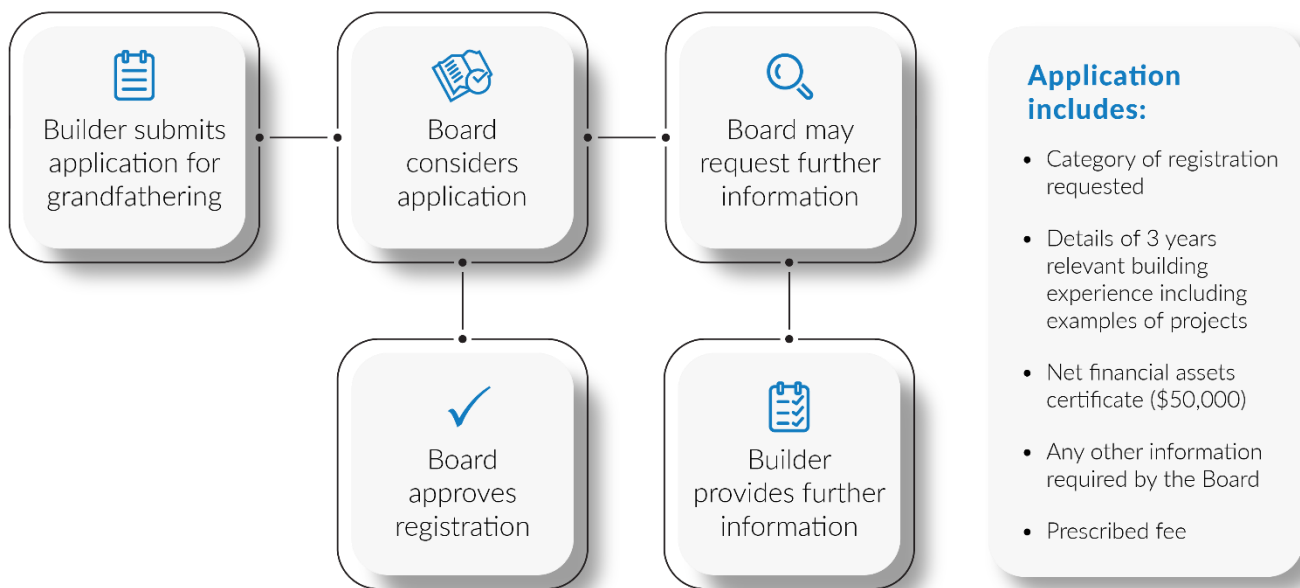 Builder submits
application for
grandfathering
Board
considers
application
Board may
request further
information
Board
approves
registration
Builder
provides further
information
Application
includes:
• Category of registration
requested
• Details of 3 years
relevant building
experience including
examples of projects
• Net financial assets
certificate ($50,000)
• Any other information
required by the Board
• Prescribed fee